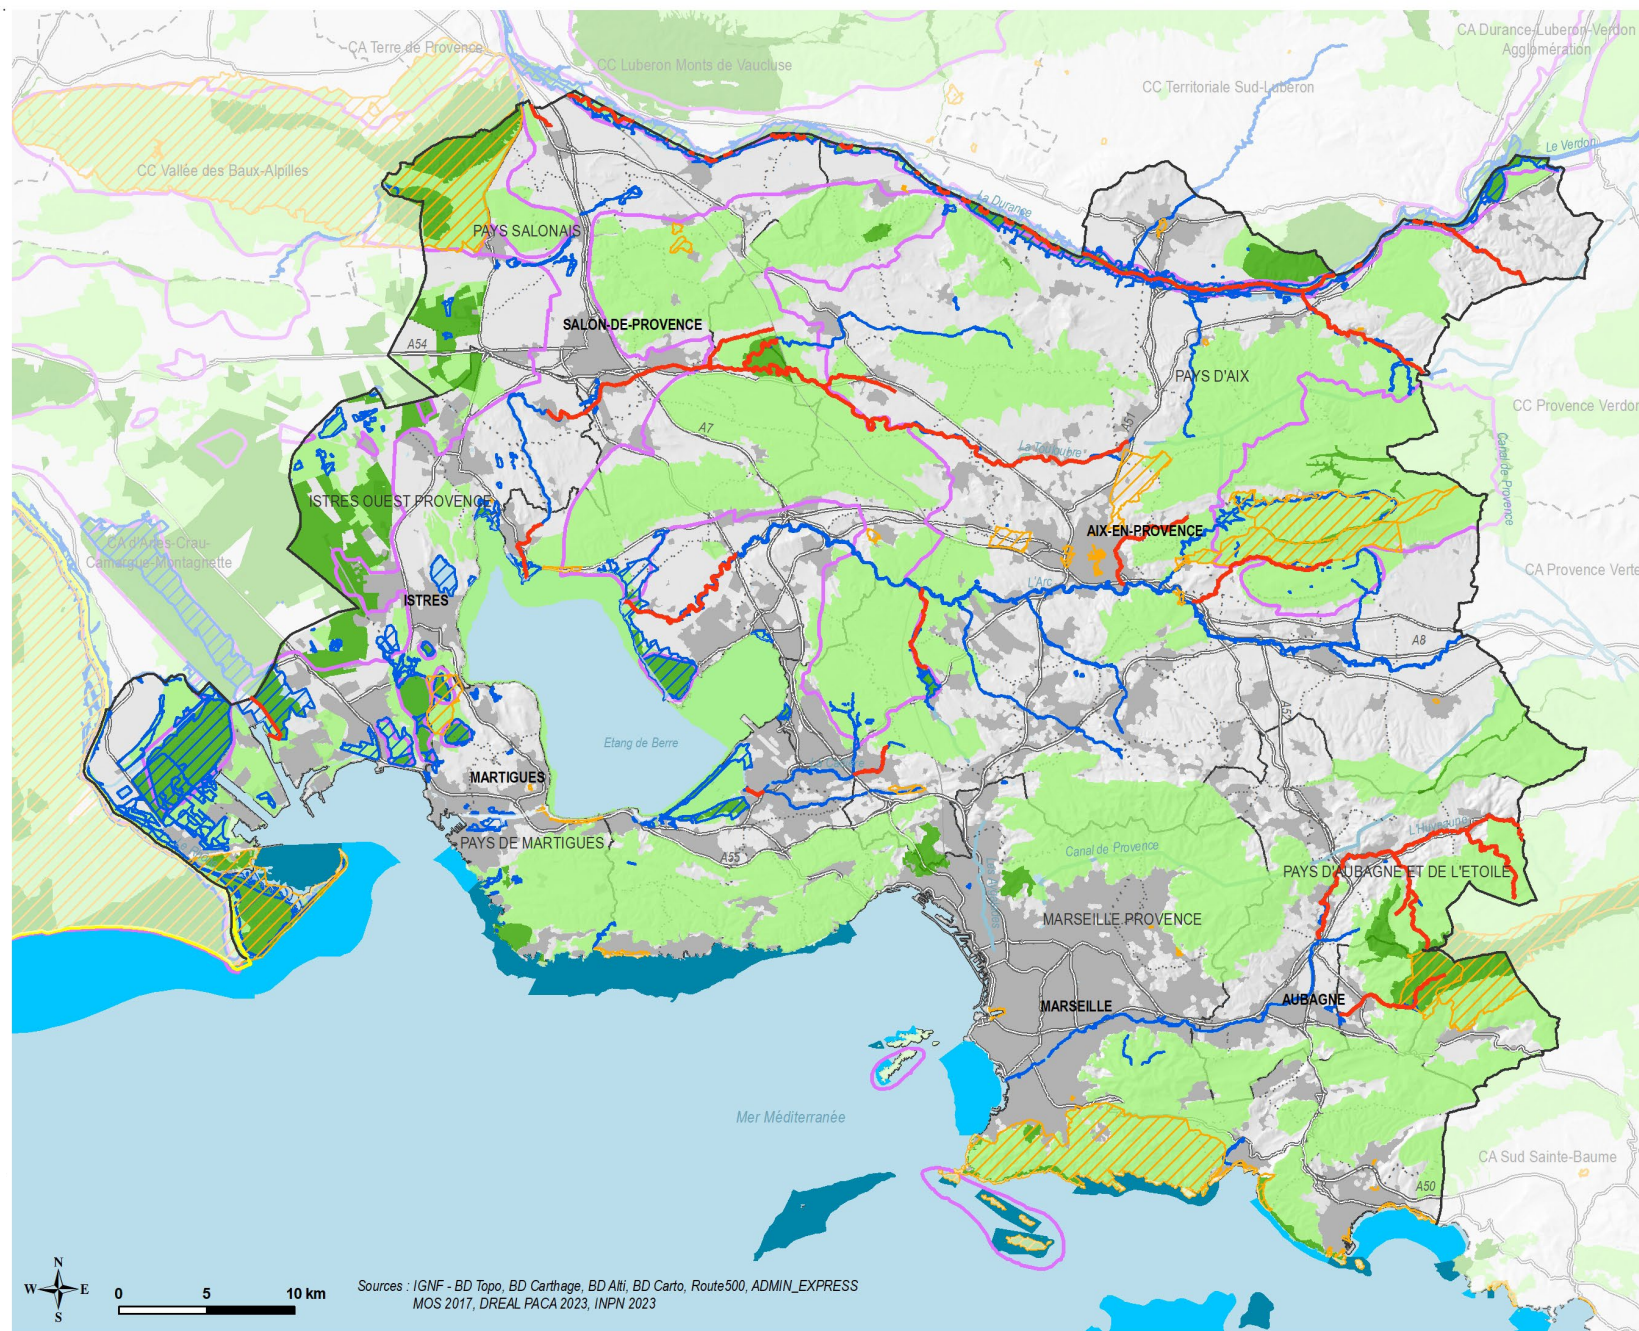 CA Terre de Provence
CA Durance-Luberon-Verdon
Agglomération
CC Luberon Monts de Vaucluse
CC Territoriale Sud-Luberon
Le Verdon
CC Vallée des Baux-Alpilles
La Durance
PAYS SALONAIS
SALON-DE-PROVENCE
A54
PAYS D'AIX
CC Provence Verdon
A7
A51
La Touloubre
Canal de Provence
ISTRES OUEST PROVENCE
AIX-EN-PROVENCE
CA d'Arles-Crau-
Camargue-Montagnette
CA Provence Verte
L'Arc
ISTRES
A8
Etang de Berre
MARTIGUES
PAYS DE MARTIGUES
A55
Canal de Provence
L'Huveaune
PAYS D'AUBAGNE ET DE L'ETOILE
MARSEILLE PROVENCE
MARSEILLE
AUBAGNE
Mer Méditerranée
CA Sud Sainte-Baume
A50
N
W E
S
0 5 10 km
Sources : IGNF - BD Topo, BD Carthage, BD Alti, BD Carto, Route500, ADMIN_EXPRESS
MOS 2017, DREAL PACA 2023, INPN 2023